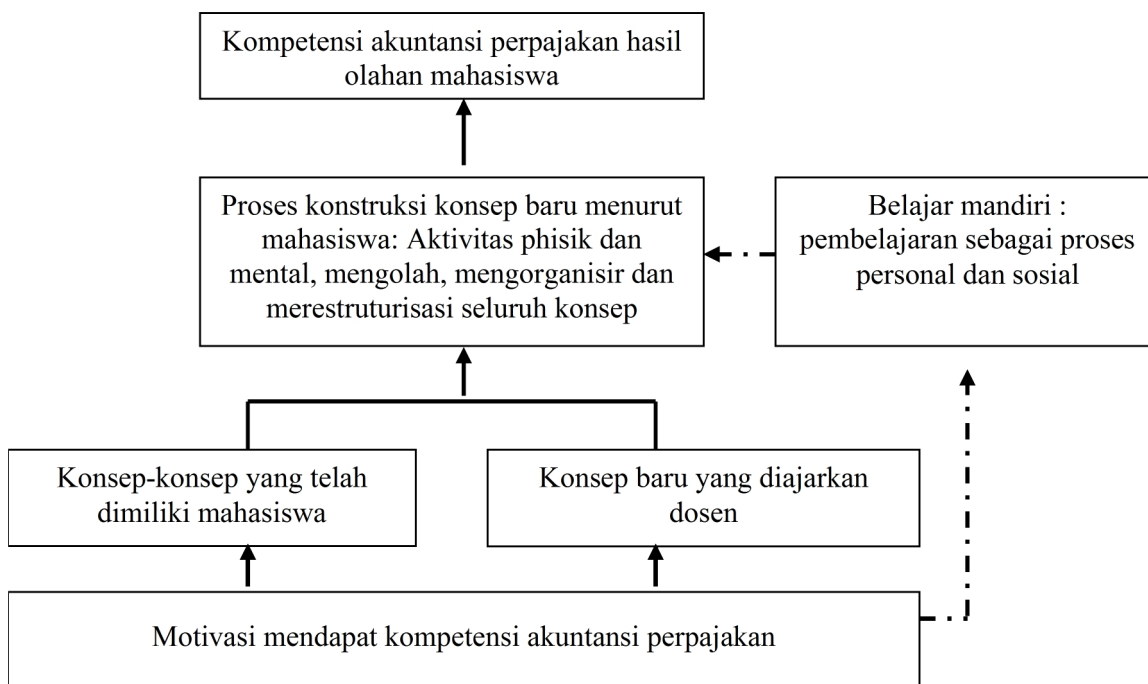 Kompetensi akuntansi perpajakan hasil
olahan mahasiswa
Proses konstruksi konsep baru menurut
mahasiswa: Aktivitas phisik dan
mental, mengolah, mengorganisir dan
merestruturisasi seluruh konsep
Belajar mandiri :
pembelajaran sebagai proses
personal dan sosial
Konsep-konsep yang telah
dimiliki mahasiswa
Konsep baru yang diajarkan
dosen
Motivasi mendapat kompetensi akuntansi perpajakan